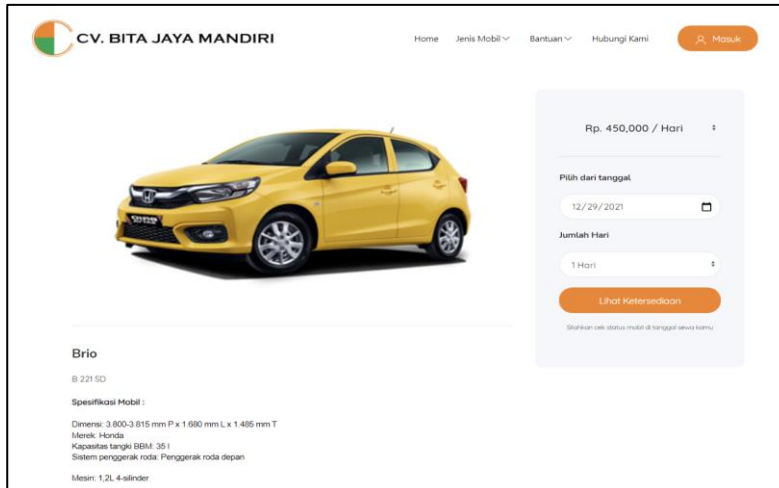 CV. BITA JAYA MANDIRI
Home Jenis Mobil Bantuan Hubungi Kami Masuk
Rp. 450,000 / Hari
Pilih dari tanggal
12/29/2021
Jumlah Hari
1 Hari
Lihat Ketersediaan
Silahkan cek status mobil di tanggal sewa kamu
Brio
B 221 SD
Spesifikasi Mobil :
Dimensi: 3.800-3.815 mm P x 1.680 mm L x 1.485 mm T
Merek: Honda
Kapasitas tangki BBM: 35 l
Sistem penggerak roda: Penggerak roda depan
Mesin: 1,2L 4-silinder